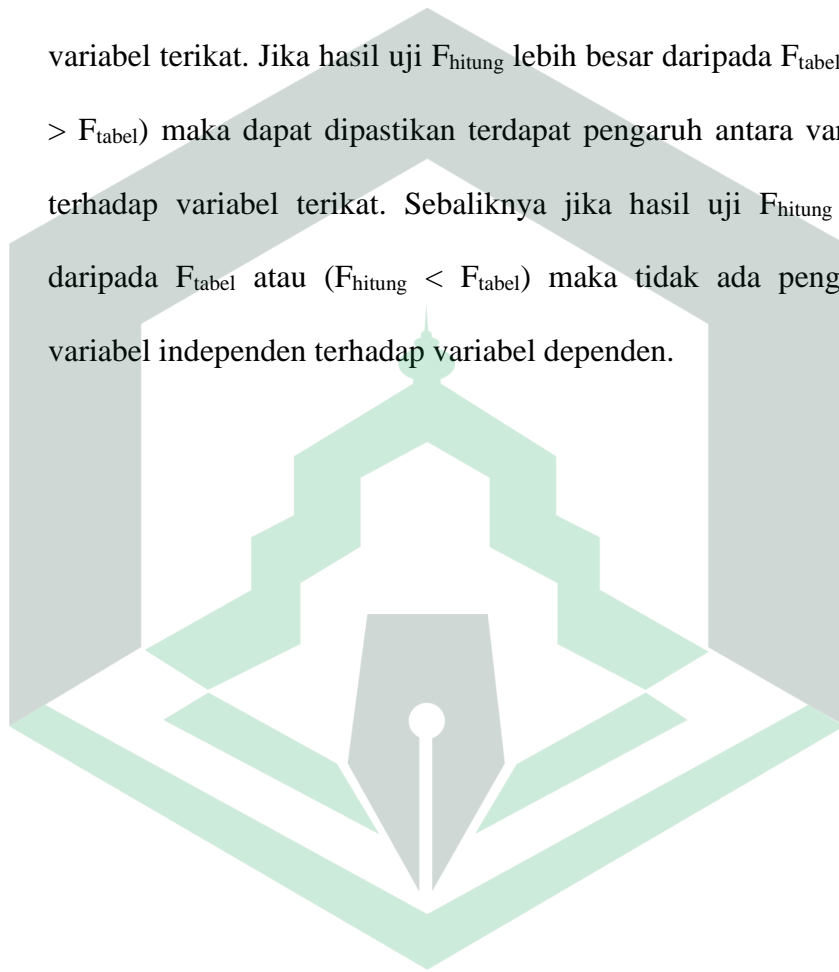 variabel terikat. Jika hasil uji Fhitung lebih besar daripada Ftabel
> Ftabel) maka dapat dipastikan terdapat pengaruh antara
terhadap variabel terikat. Sebaliknya jika hasil uji Fhitung
daripada Ftabel atau (Fhitung < Ftabel) maka tidak ada
variabel independen terhadap variabel dependen.